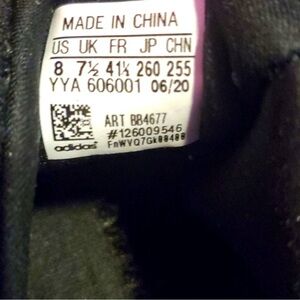 MADE IN CHINA
US UK FR JP CHN
8 7½ 41⅓ 260 255
YYA 606001 06/20
ART BB4677
#126009546
adidas